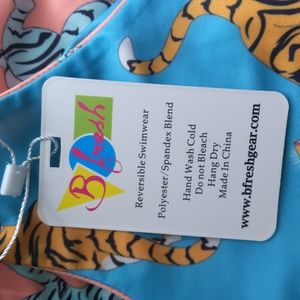 B fresh
Reversible Swimwear
Polyester/Spandex Blend
Hand Wash Cold
Do not Bleach
Hang Dry
Made In China
www.bfreshgear.com